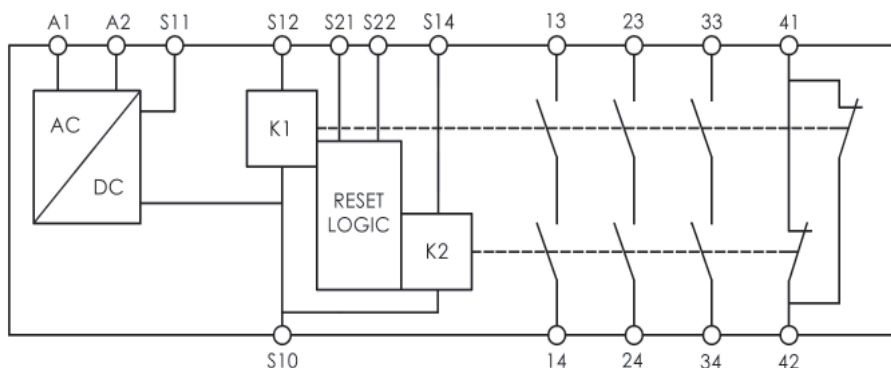 A1 A2 S11 S12 S21 S22 S14 13 23 33 41
AC
DC
K1
RESET
LOGIC
K2
S10 14 24 34 42